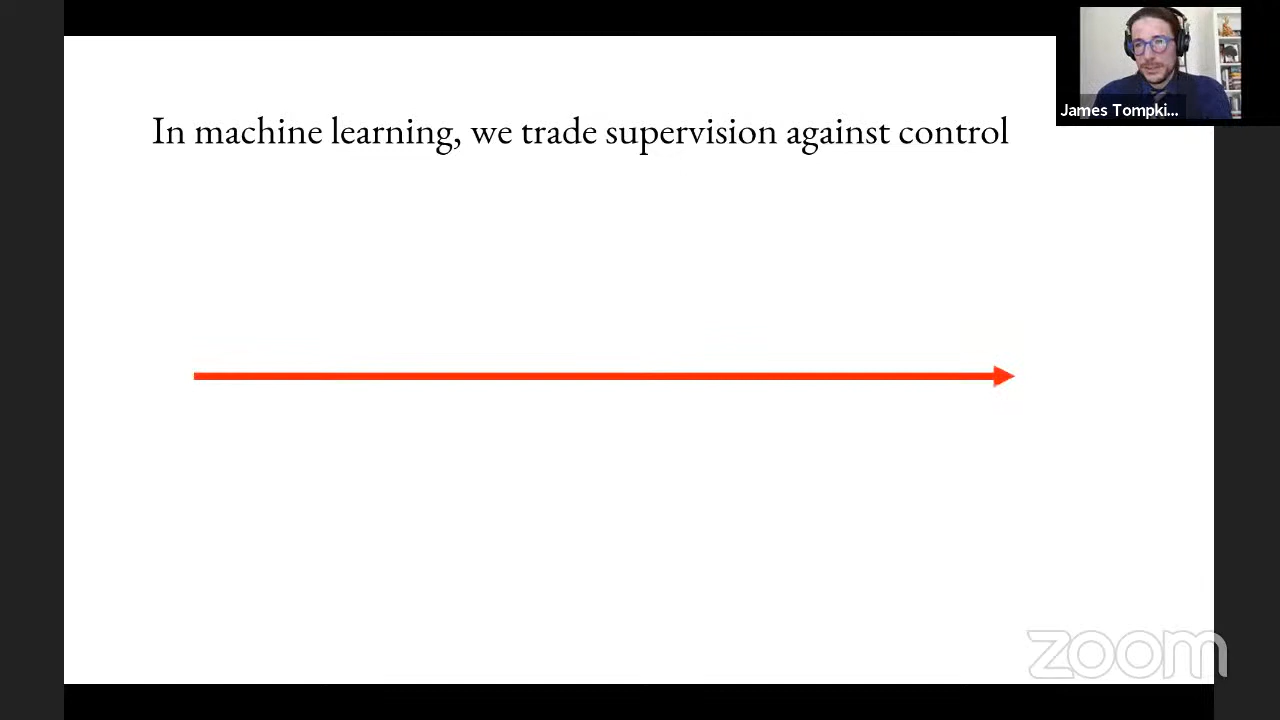 In machine learning, we trade supervision against control
James Tompki...
zoom